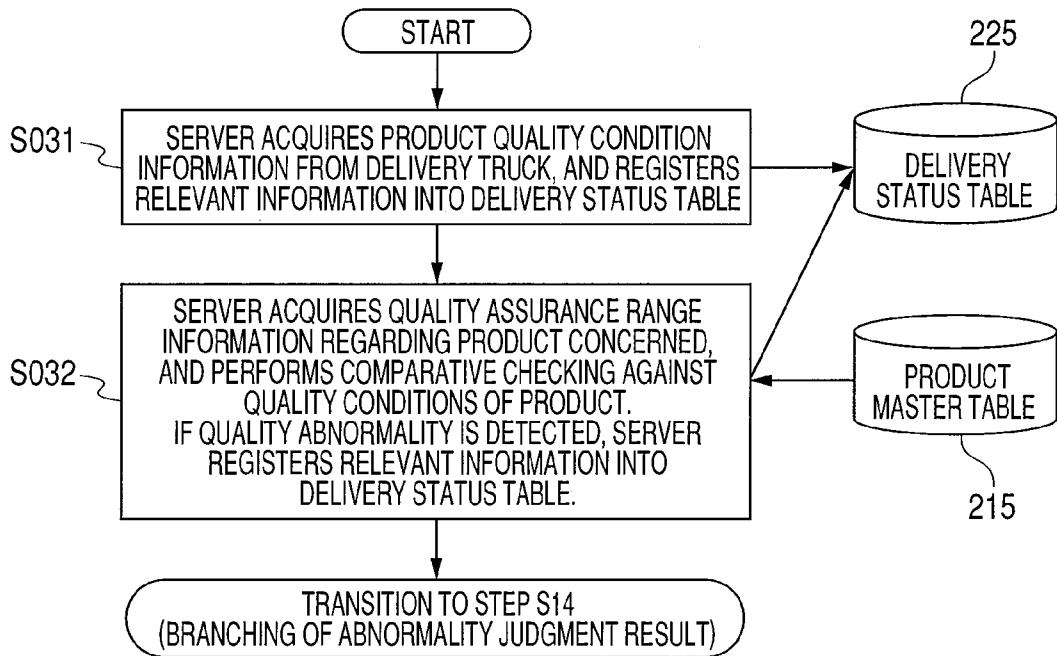 START
225
S031
SERVER ACQUIRES PRODUCT QUALITY CONDITION
INFORMATION FROM DELIVERY TRUCK, AND REGISTERS
RELEVANT INFORMATION INTO DELIVERY STATUS TABLE
DELIVERY
STATUS TABLE
S032
SERVER ACQUIRES QUALITY ASSURANCE RANGE
INFORMATION REGARDING PRODUCT CONCERNED,
AND PERFORMS COMPARATIVE CHECKING AGAINST
QUALITY CONDITIONS OF PRODUCT.
IF QUALITY ABNORMALITY IS DETECTED, SERVER
REGISTERS RELEVANT INFORMATION INTO
DELIVERY STATUS TABLE.
PRODUCT
MASTER TABLE
215
TRANSITION TO STEP S14
(BRANCHING OF ABNORMALITY JUDGMENT RESULT)